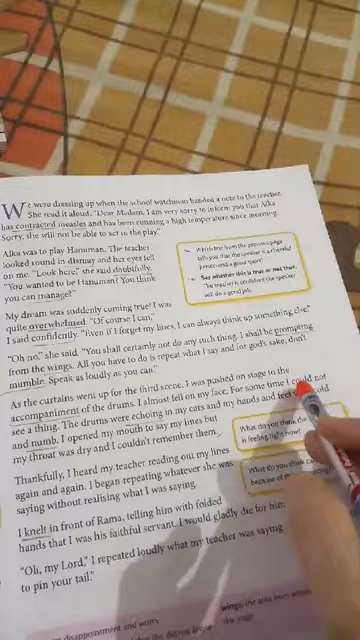 We were dressing up when the school watchman handed a note to the teacher.
She read it aloud. "Dear Madam, I am very sorry to inform you that Alka
has contracted measles and has been running a high temperature since morning.
Sorry, she will not be able to act in the play."
Alka was to play Hanuman. The teacher
looked round in dismay and her eyes fell
on me. "Look here," she said doubtfully.
"You wanted to be Hanuman! You think
you can manage?"
Which line from the previous page
tells you that the speaker is a cheerful
person and a good sport?
Say whether this is true or not true.
The teacher is confident the speaker
will do a good job.
My dream was suddenly coming true! I was
quite overwhelmed. "Of course I can,"
I said confidently. "Even if I forget my lines, I can always think up something else."
"Oh no," she said. "You shall certainly not do any such thing. I shall be prompting
from the wings. All you have to do is repeat what I say and for god's sake, don't
mumble. Speak as loudly as you can."
As the curtains went up for the third scene, I was pushed on stage to the
accompaniment of the drums. I almost fell on my face. For some time I could not
see a thing. The drums were echoing in my ears and my hands and feet cold
and numb. I opened my mouth to say my lines but
my throat was dry and I couldn't remember them.
What do you think the
is feeling right now?
Thankfully, I heard my teacher reading out my lines
again and again. I began repeating whatever she was
saying without realising what I was saying.
What do you think
because of
I knelt in front of Rama, telling him with folded
hands that I was his faithful servant. I would gladly die for him
"Oh, my Lord," I repeated loudly what my teacher was saying
to pin your tail."
disappointment and worry
wings: the area from where
the stage